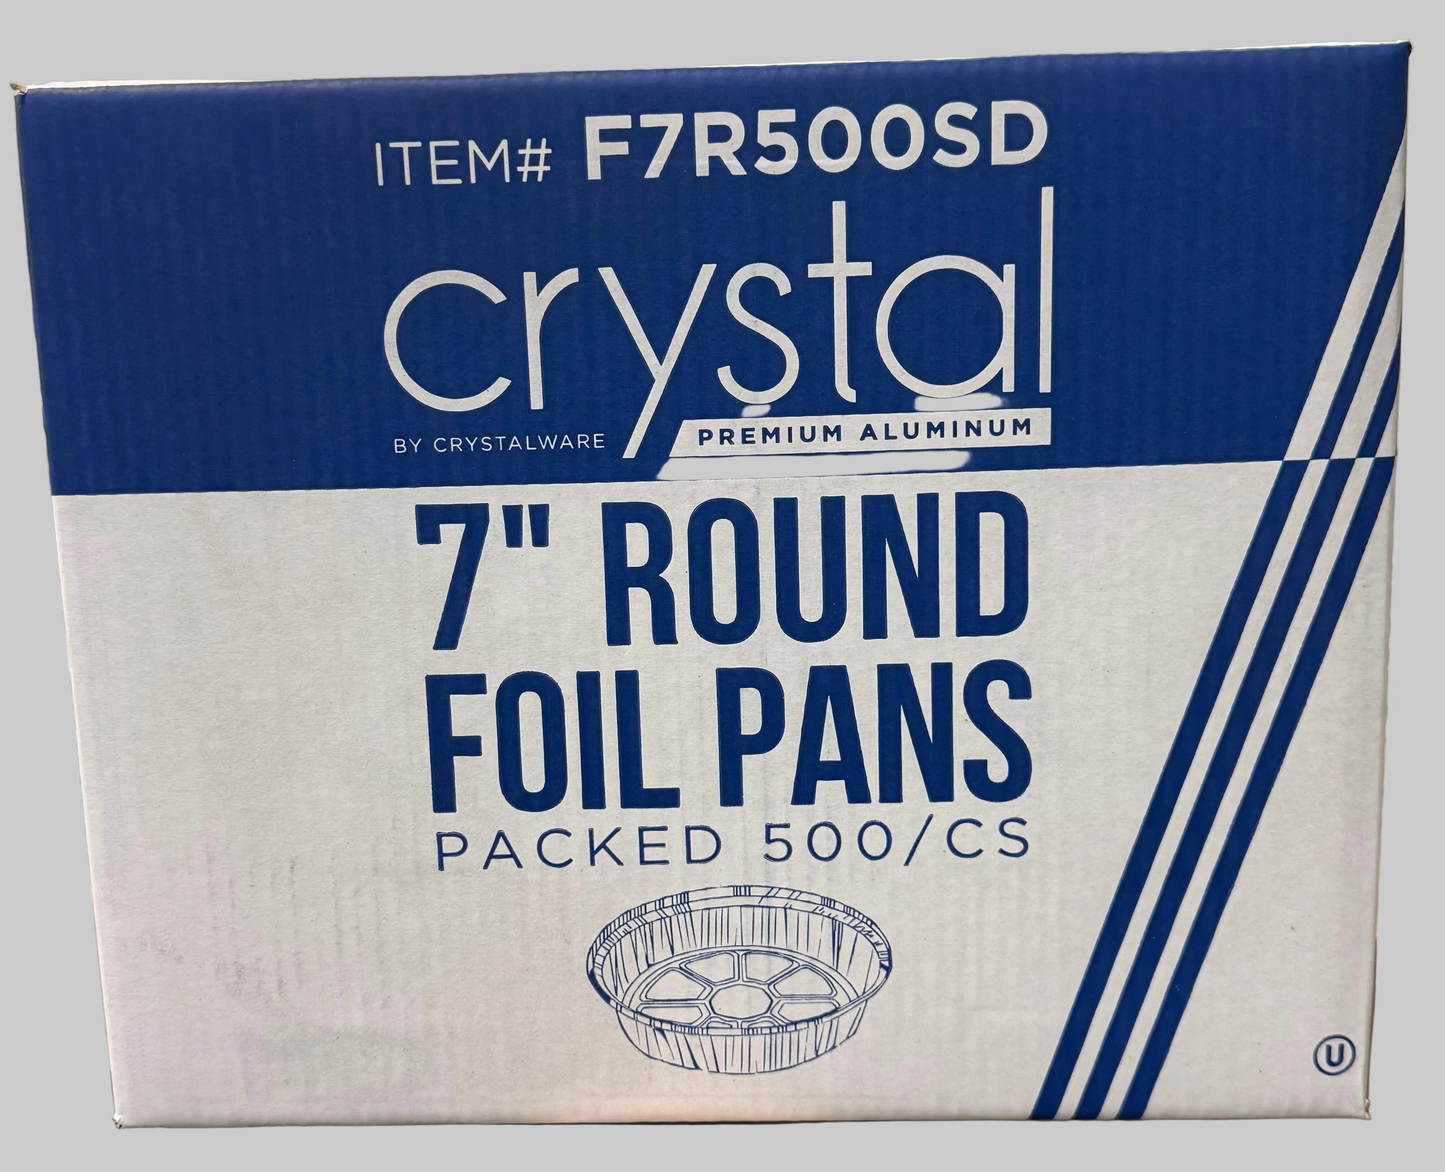 ITEM# F7R500SD
crystal
BY CRYSTALWARE
PREMIUM ALUMINUM
7" ROUND
FOIL PANS
PACKED 500/CS
U